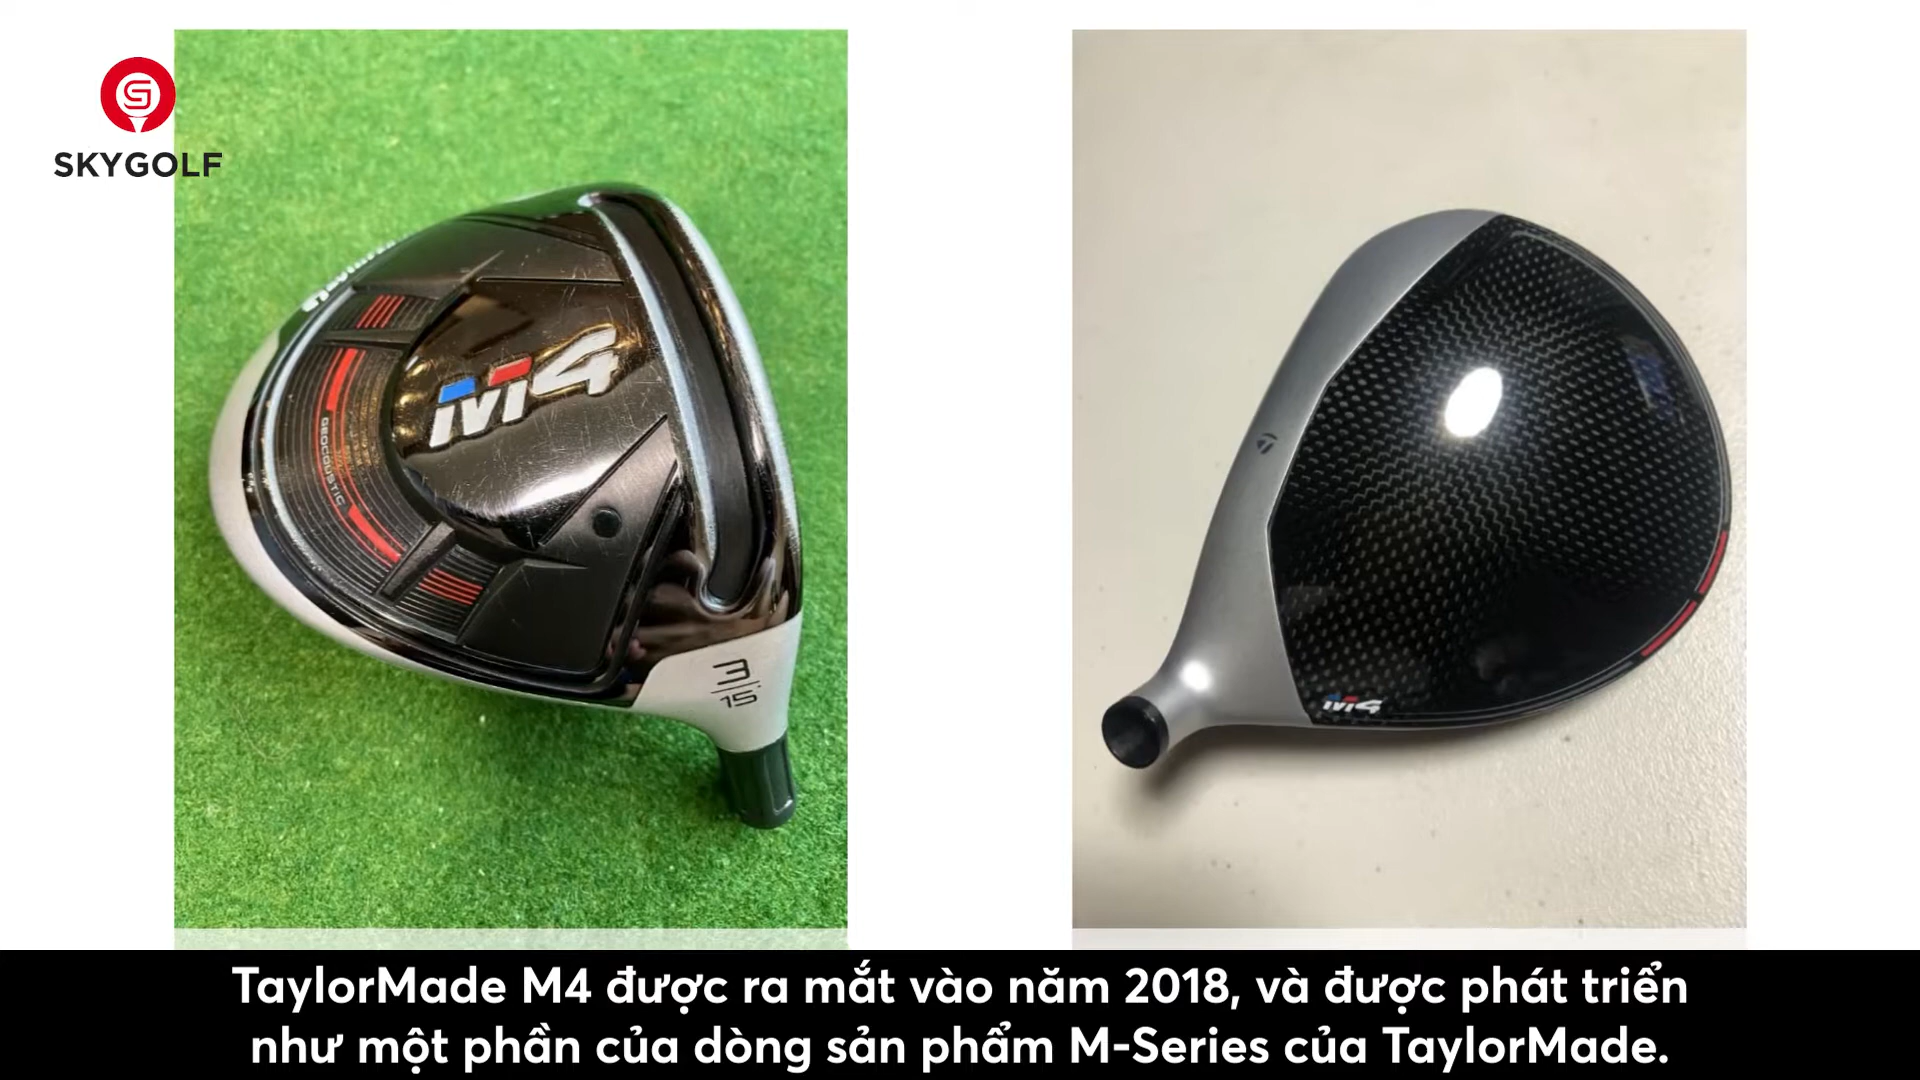 SKYGOLF
M4
GEOCOUSTIC
3
15°
M4
TaylorMade M4 được ra mắt vào năm 2018, và được phát triển
như một phần của dòng sản phẩm M-Series của TaylorMade.